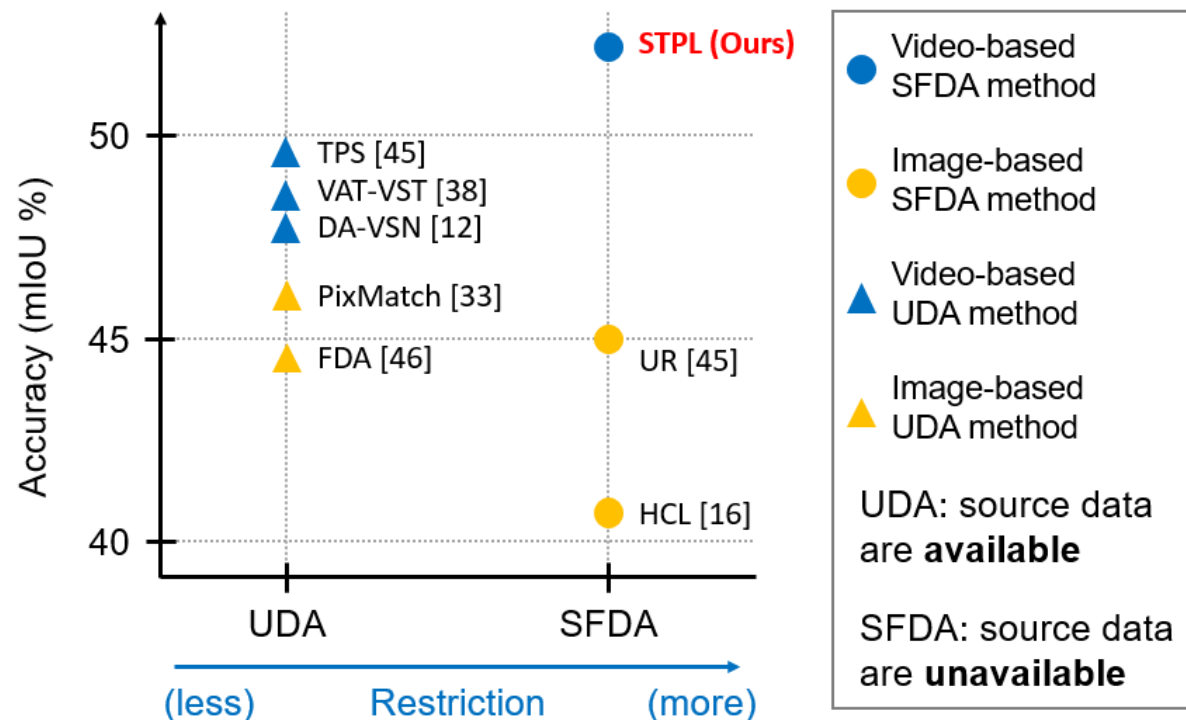 STPL (Ours)
50
TPS [45]
VAT-VST [38]
DA-VSN [12]
PixMatch [33]
45
FDA [46]
UR [45]
HCL [16]
40
Accuracy (mIoU %)
UDA
SFDA
(less) Restriction (more)
Video-based
SFDA method
Image-based
SFDA method
Video-based
UDA method
Image-based
UDA method
UDA: source data
are available
SFDA: source data
are unavailable